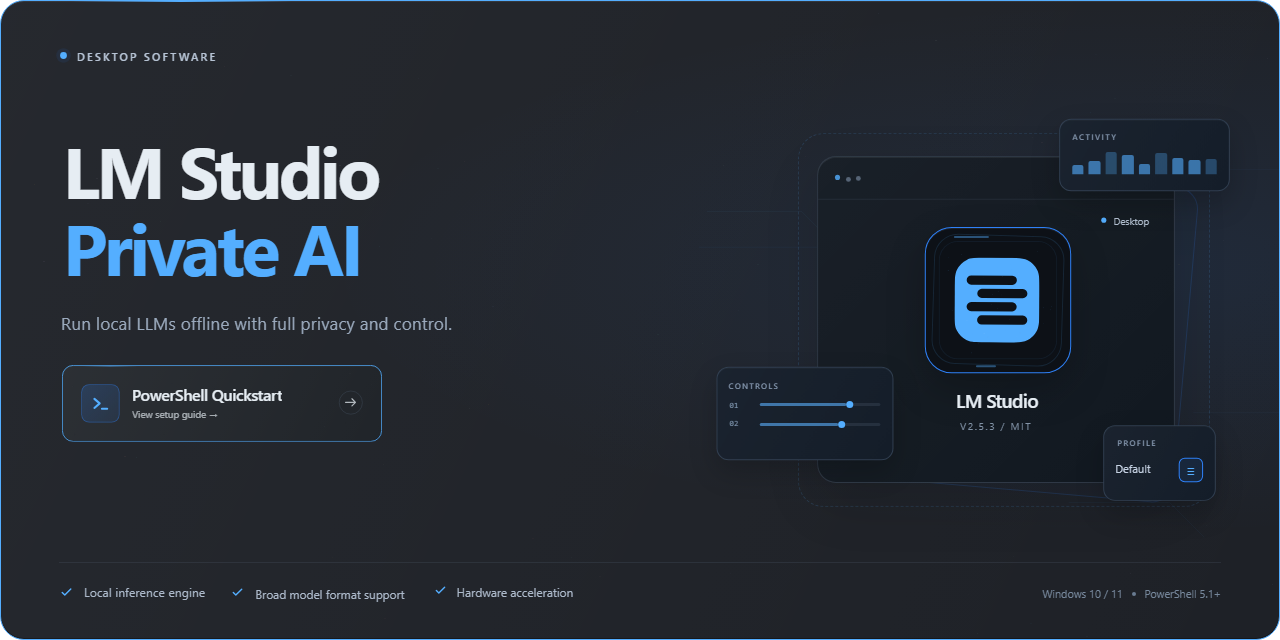 DESKTOP SOFTWARE
LM Studio
Private AI
Run local LLMs offline with full privacy and control.
PowerShell Quickstart
View setup guide →
ACTIVITY
Desktop
CONTROLS
01
02
LM Studio
V2.5.3 / MIT
PROFILE
Default
Local inference engine
Broad model format support
Hardware acceleration
Windows 10 / 11 • PowerShell 5.1+